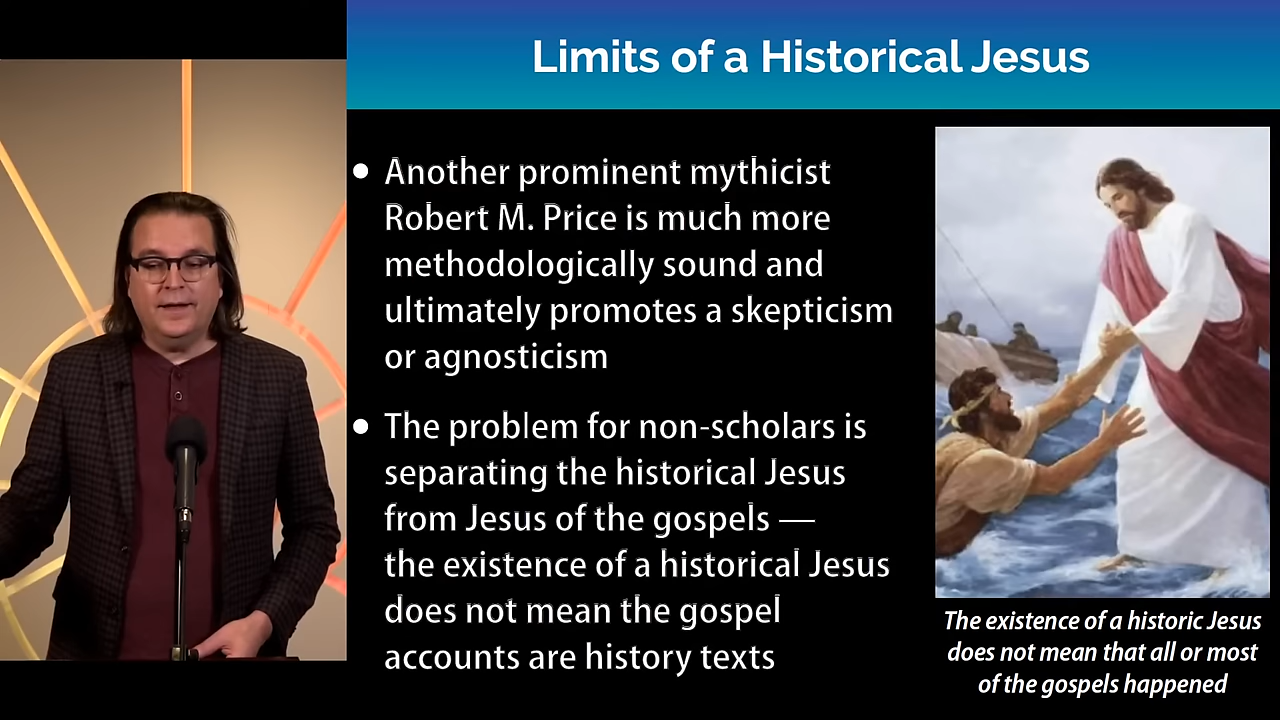 Limits of a Historical Jesus
• Another prominent mythicist
Robert M. Price is much more
methodologically sound and
ultimately promotes a skepticism
or agnosticism
• The problem for non-scholars is
separating the historical Jesus
from Jesus of the gospels —
the existence of a historical Jesus
does not mean the gospel
accounts are history texts
The existence of a historic Jesus
does not mean that all or most
of the gospels happened